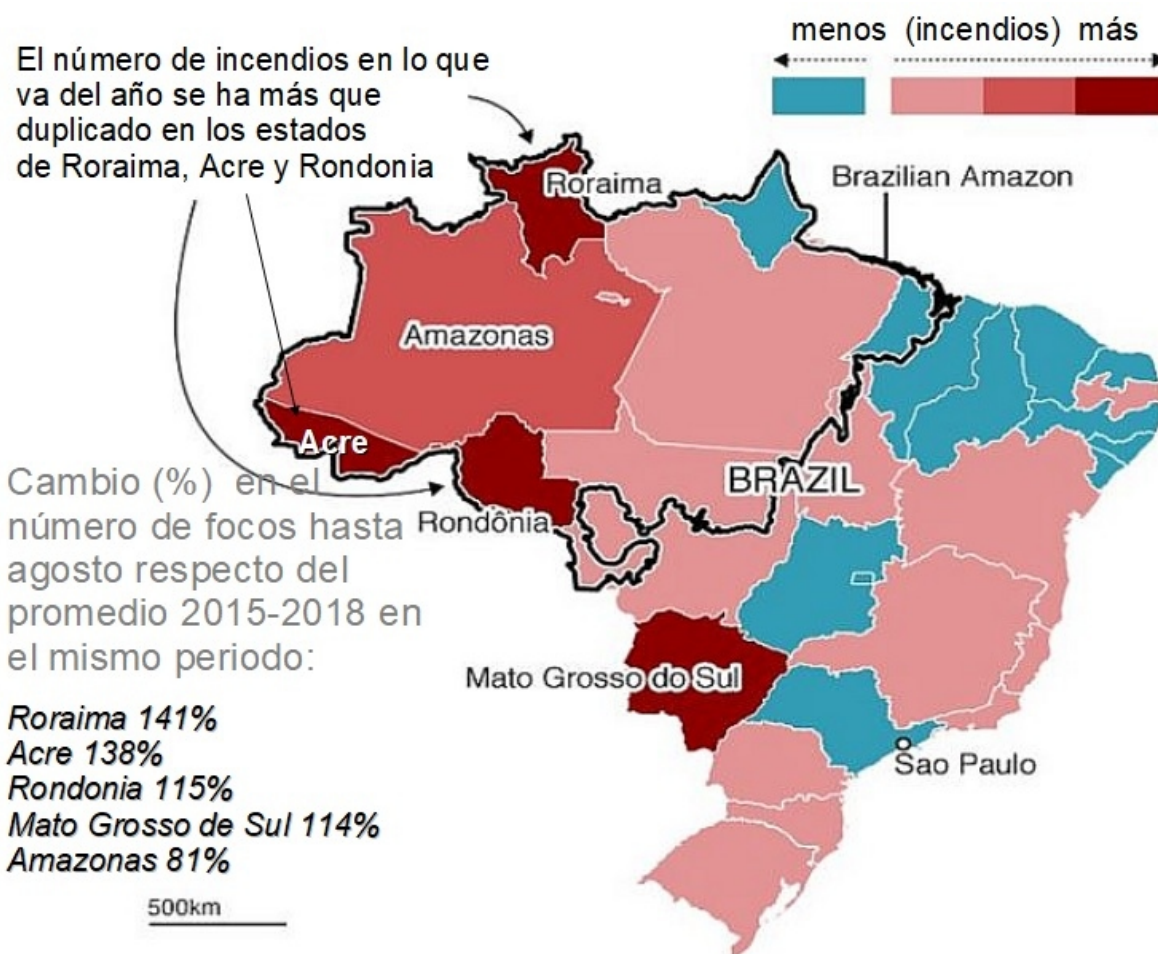 menos (incendios) más
El número de incendios en lo que
va del año se ha más que
duplicado en los estados
de Roraima, Acre y Rondonia
Roraima
Brazilian Amazon
Amazonas
Acre
BRAZIL
Rondônia
Cambio (%) en el
número de focos hasta
agosto respecto del
promedio 2015-2018 en
el mismo periodo:
Mato Grosso do Sul
Sao Paulo
Roraima 141%
Acre 138%
Rondonia 115%
Mato Grosso de Sul 114%
Amazonas 81%
500km